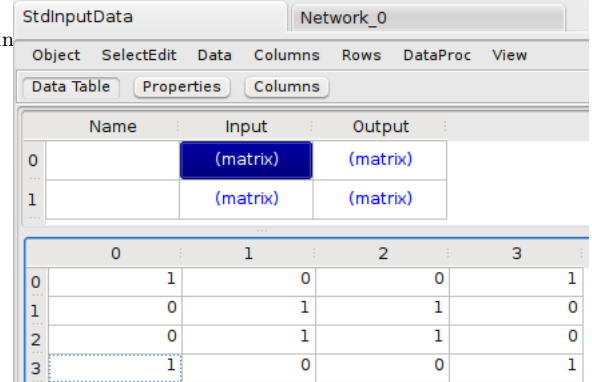 StdInputData Network_0
in
Object SelectEdit Data Columns Rows DataProc View
Data Table Properties Columns
Name Input Output
0 (matrix) (matrix)
1 (matrix) (matrix)
0 1 2 3
0 1 0 0 1
1 0 1 1 0
2 0 1 1 0
3 1 0 0 1